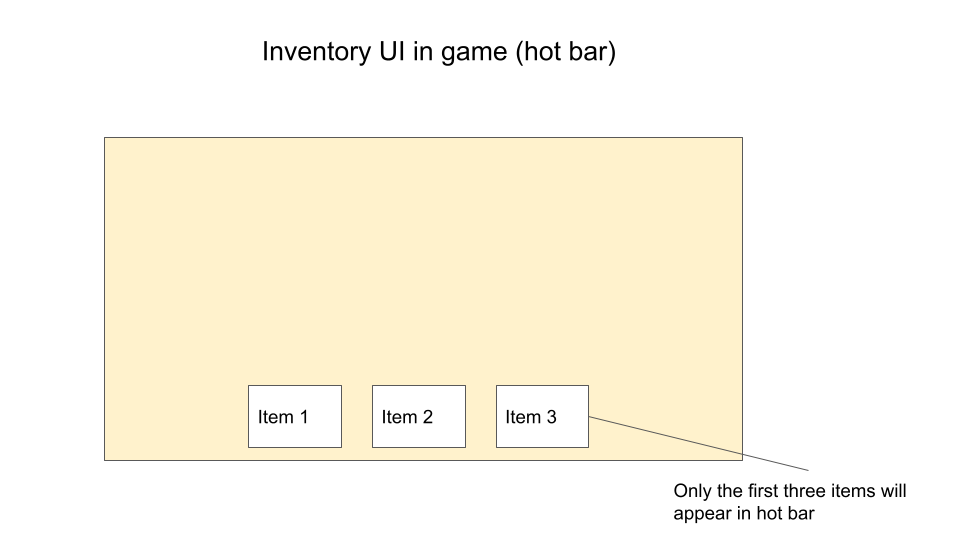 Inventory UI in game (hot bar)
Item 1
Item 2
Item 3
Only the first three items will
appear in hot bar